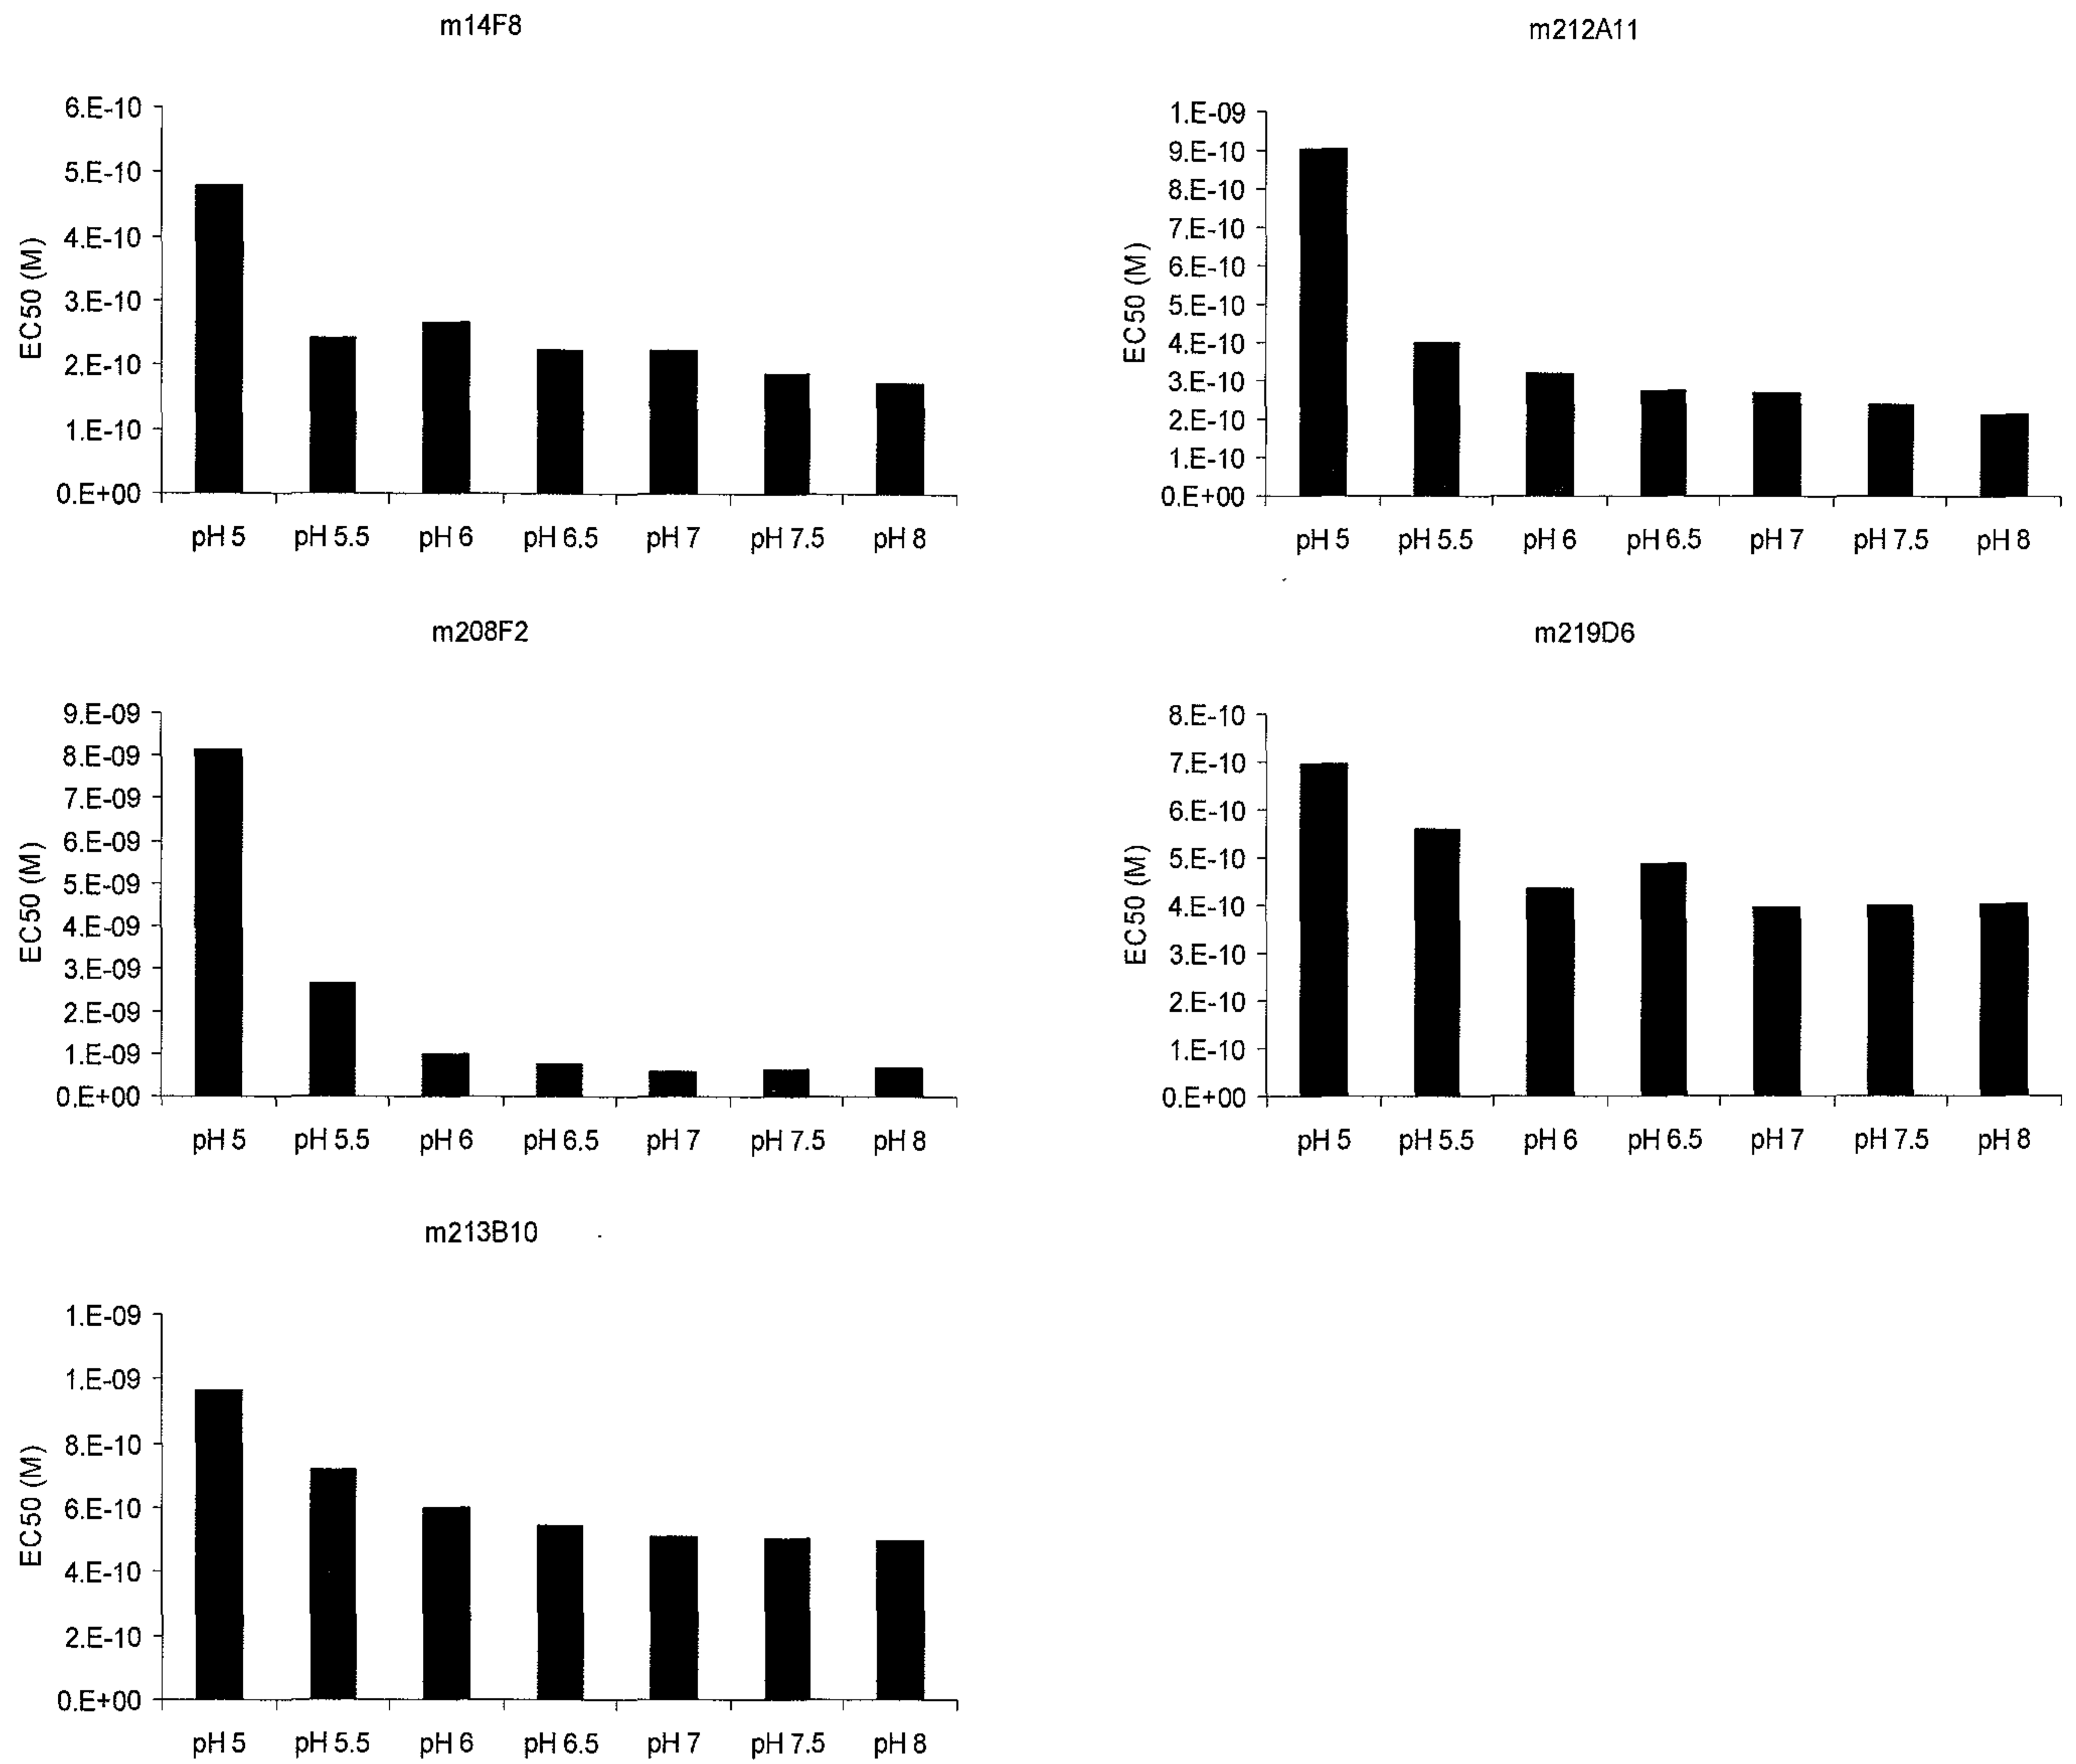 m14F8
EC50 (M)
6.E-10
5.E-10
4.E-10
3.E-10
2.E-10
1.E-10
0.E+00
pH 5 pH 5.5 pH 6 pH 6.5 pH 7 pH 7.5 pH 8
m212A11
EC50 (M)
1.E-09
9.E-10
8.E-10
7.E-10
6.E-10
5.E-10
4.E-10
3.E-10
2.E-10
1.E-10
0.E+00
pH 5 pH 5.5 pH 6 pH 6.5 pH 7 pH 7.5 pH 8
m208F2
EC50 (M)
9.E-09
8.E-09
7.E-09
6.E-09
5.E-09
4.E-09
3.E-09
2.E-09
1.E-09
0.E+00
pH 5 pH 5.5 pH 6 pH 6.5 pH 7 pH 7.5 pH 8
m219D6
EC50 (M)
8.E-10
7.E-10
6.E-10
5.E-10
4.E-10
3.E-10
2.E-10
1.E-10
0.E+00
pH 5 pH 5.5 pH 6 pH 6.5 pH 7 pH 7.5 pH 8
m213B10
EC50 (M)
1.E-09
1.E-09
8.E-10
6.E-10
4.E-10
2.E-10
0.E+00
pH 5 pH 5.5 pH 6 pH 6.5 pH 7 pH 7.5 pH 8